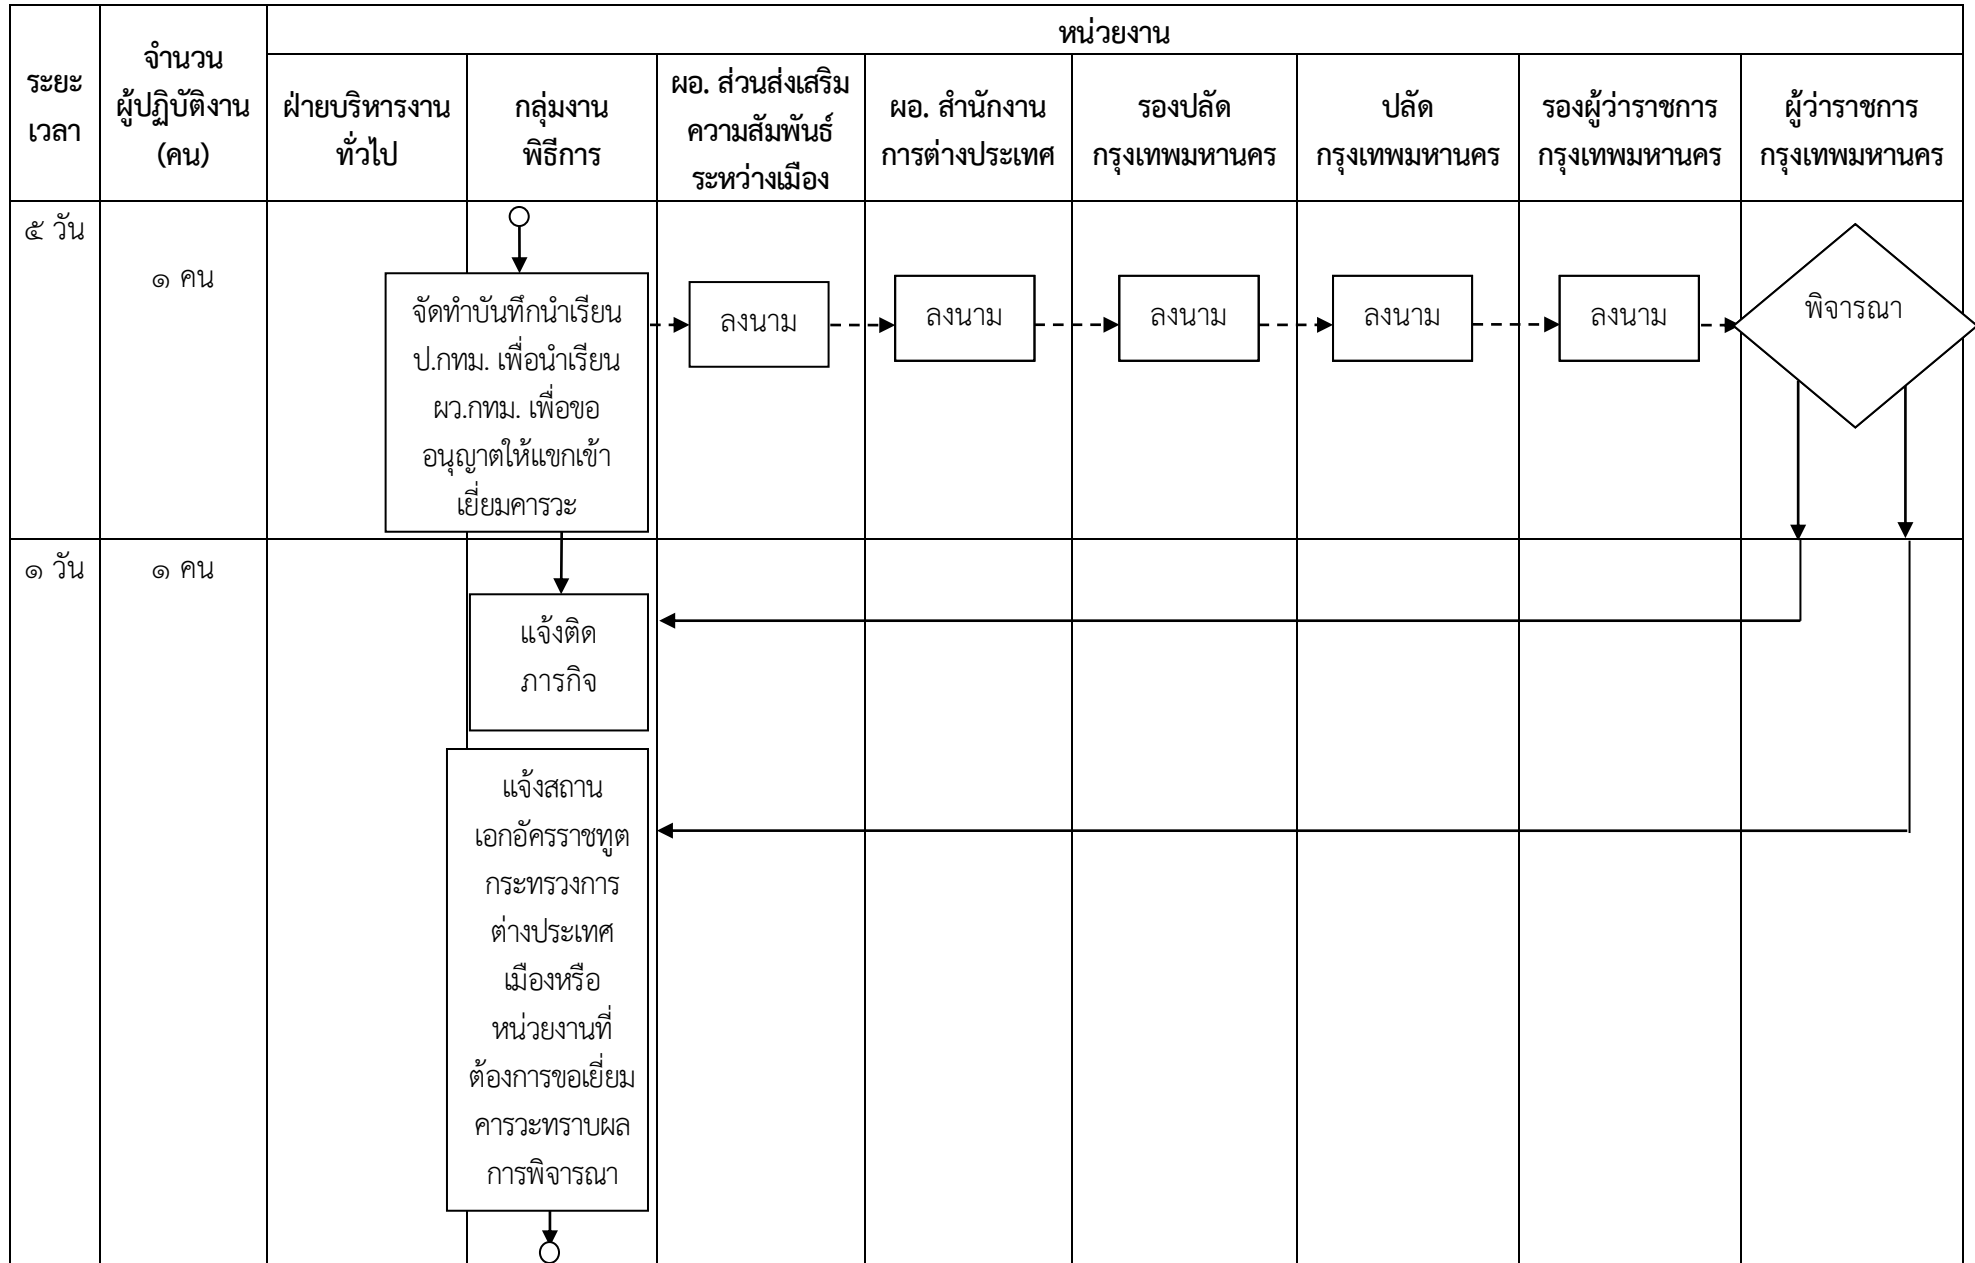 หน่วยงาน
ระยะ
เวลา
จำนวน
ผู้ปฏิบัติงาน
(คน)
ฝ่ายบริหารงาน
ทั่วไป
กลุ่มงาน
พิธีการ
ผอ. ส่วนส่งเสริม
ความสัมพันธ์
ระหว่างเมือง
ผอ. สำนักงาน
การต่างประเทศ
รองปลัด
กรุงเทพมหานคร
ปลัด
กรุงเทพมหานคร
รองผู้ว่าราชการ
กรุงเทพมหานคร
ผู้ว่าราชการ
กรุงเทพมหานคร
๕ วัน
๑ คน
จัดทำบันทึกนำเรียน
ป.กทม. เพื่อนำเรียน
ผว.กทม. เพื่อขอ
อนุญาตให้แขกเข้า
เยี่ยมคารวะ
ลงนาม
ลงนาม
ลงนาม
ลงนาม
ลงนาม
พิจารณา
๑ วัน
๑ คน
แจ้งติด
ภารกิจ
แจ้งสถาน
เอกอัครราชทูต
กระทรวงการ
ต่างประเทศ
เมืองหรือ
หน่วยงานที่
ต้องการขอเยี่ยม
คารวะทราบผล
การพิจารณา